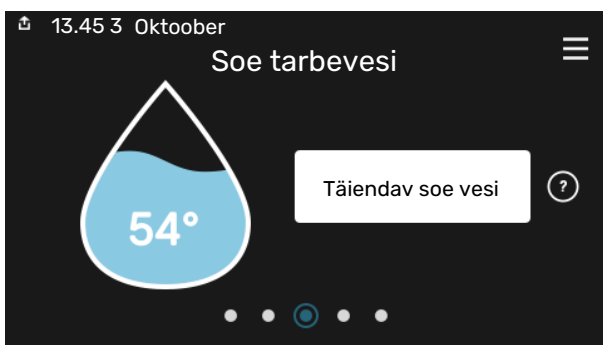 13.45 3 Oktoober
Soe tarbevesi
Täiendav soe vesi
?
54°